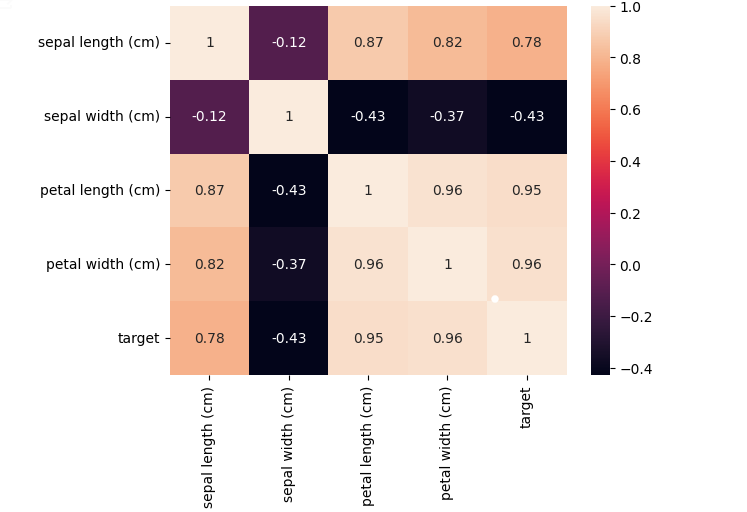 sepal length (cm) 1 -0.12 0.87 0.82 0.78
sepal width (cm) -0.12 1 -0.43 -0.37 -0.43
petal length (cm) 0.87 -0.43 1 0.96 0.95
petal width (cm) 0.82 -0.37 0.96 1 0.96
target 0.78 -0.43 0.95 0.96 1
sepal length (cm)
sepal width (cm)
petal length (cm)
petal width (cm)
target
1.0
0.8
0.6
0.4
0.2
0.0
−0.2
−0.4